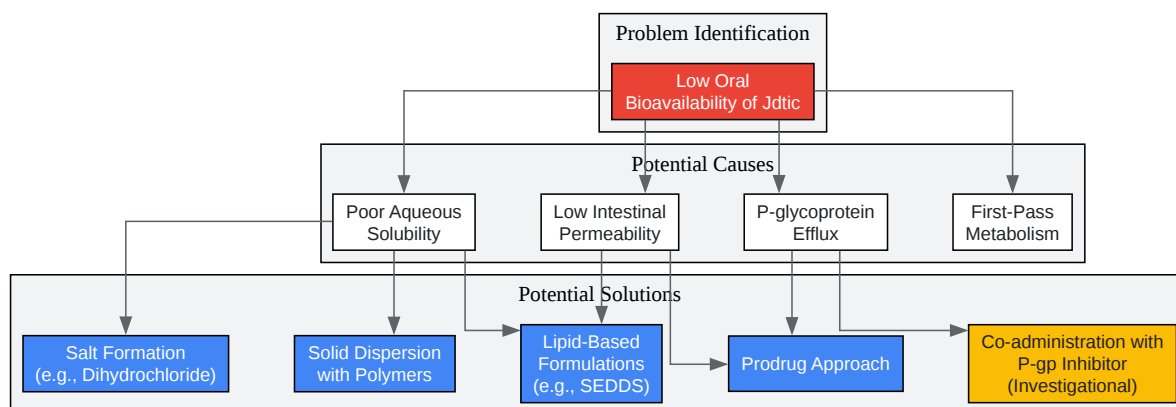 Problem Identification
Low Oral
Bioavailability of Jdtic
Potential Causes
Poor Aqueous
Solubility
Low Intestinal
Permeability
P-glycoprotein
Efflux
First-Pass
Metabolism
Potential Solutions
Salt Formation
(e.g., Dihydrochloride)
Solid Dispersion
with Polymers
Lipid-Based
Formulations
(e.g., SEDDS)
Prodrug Approach
Co-administration with
P-gp Inhibitor
(Investigational)